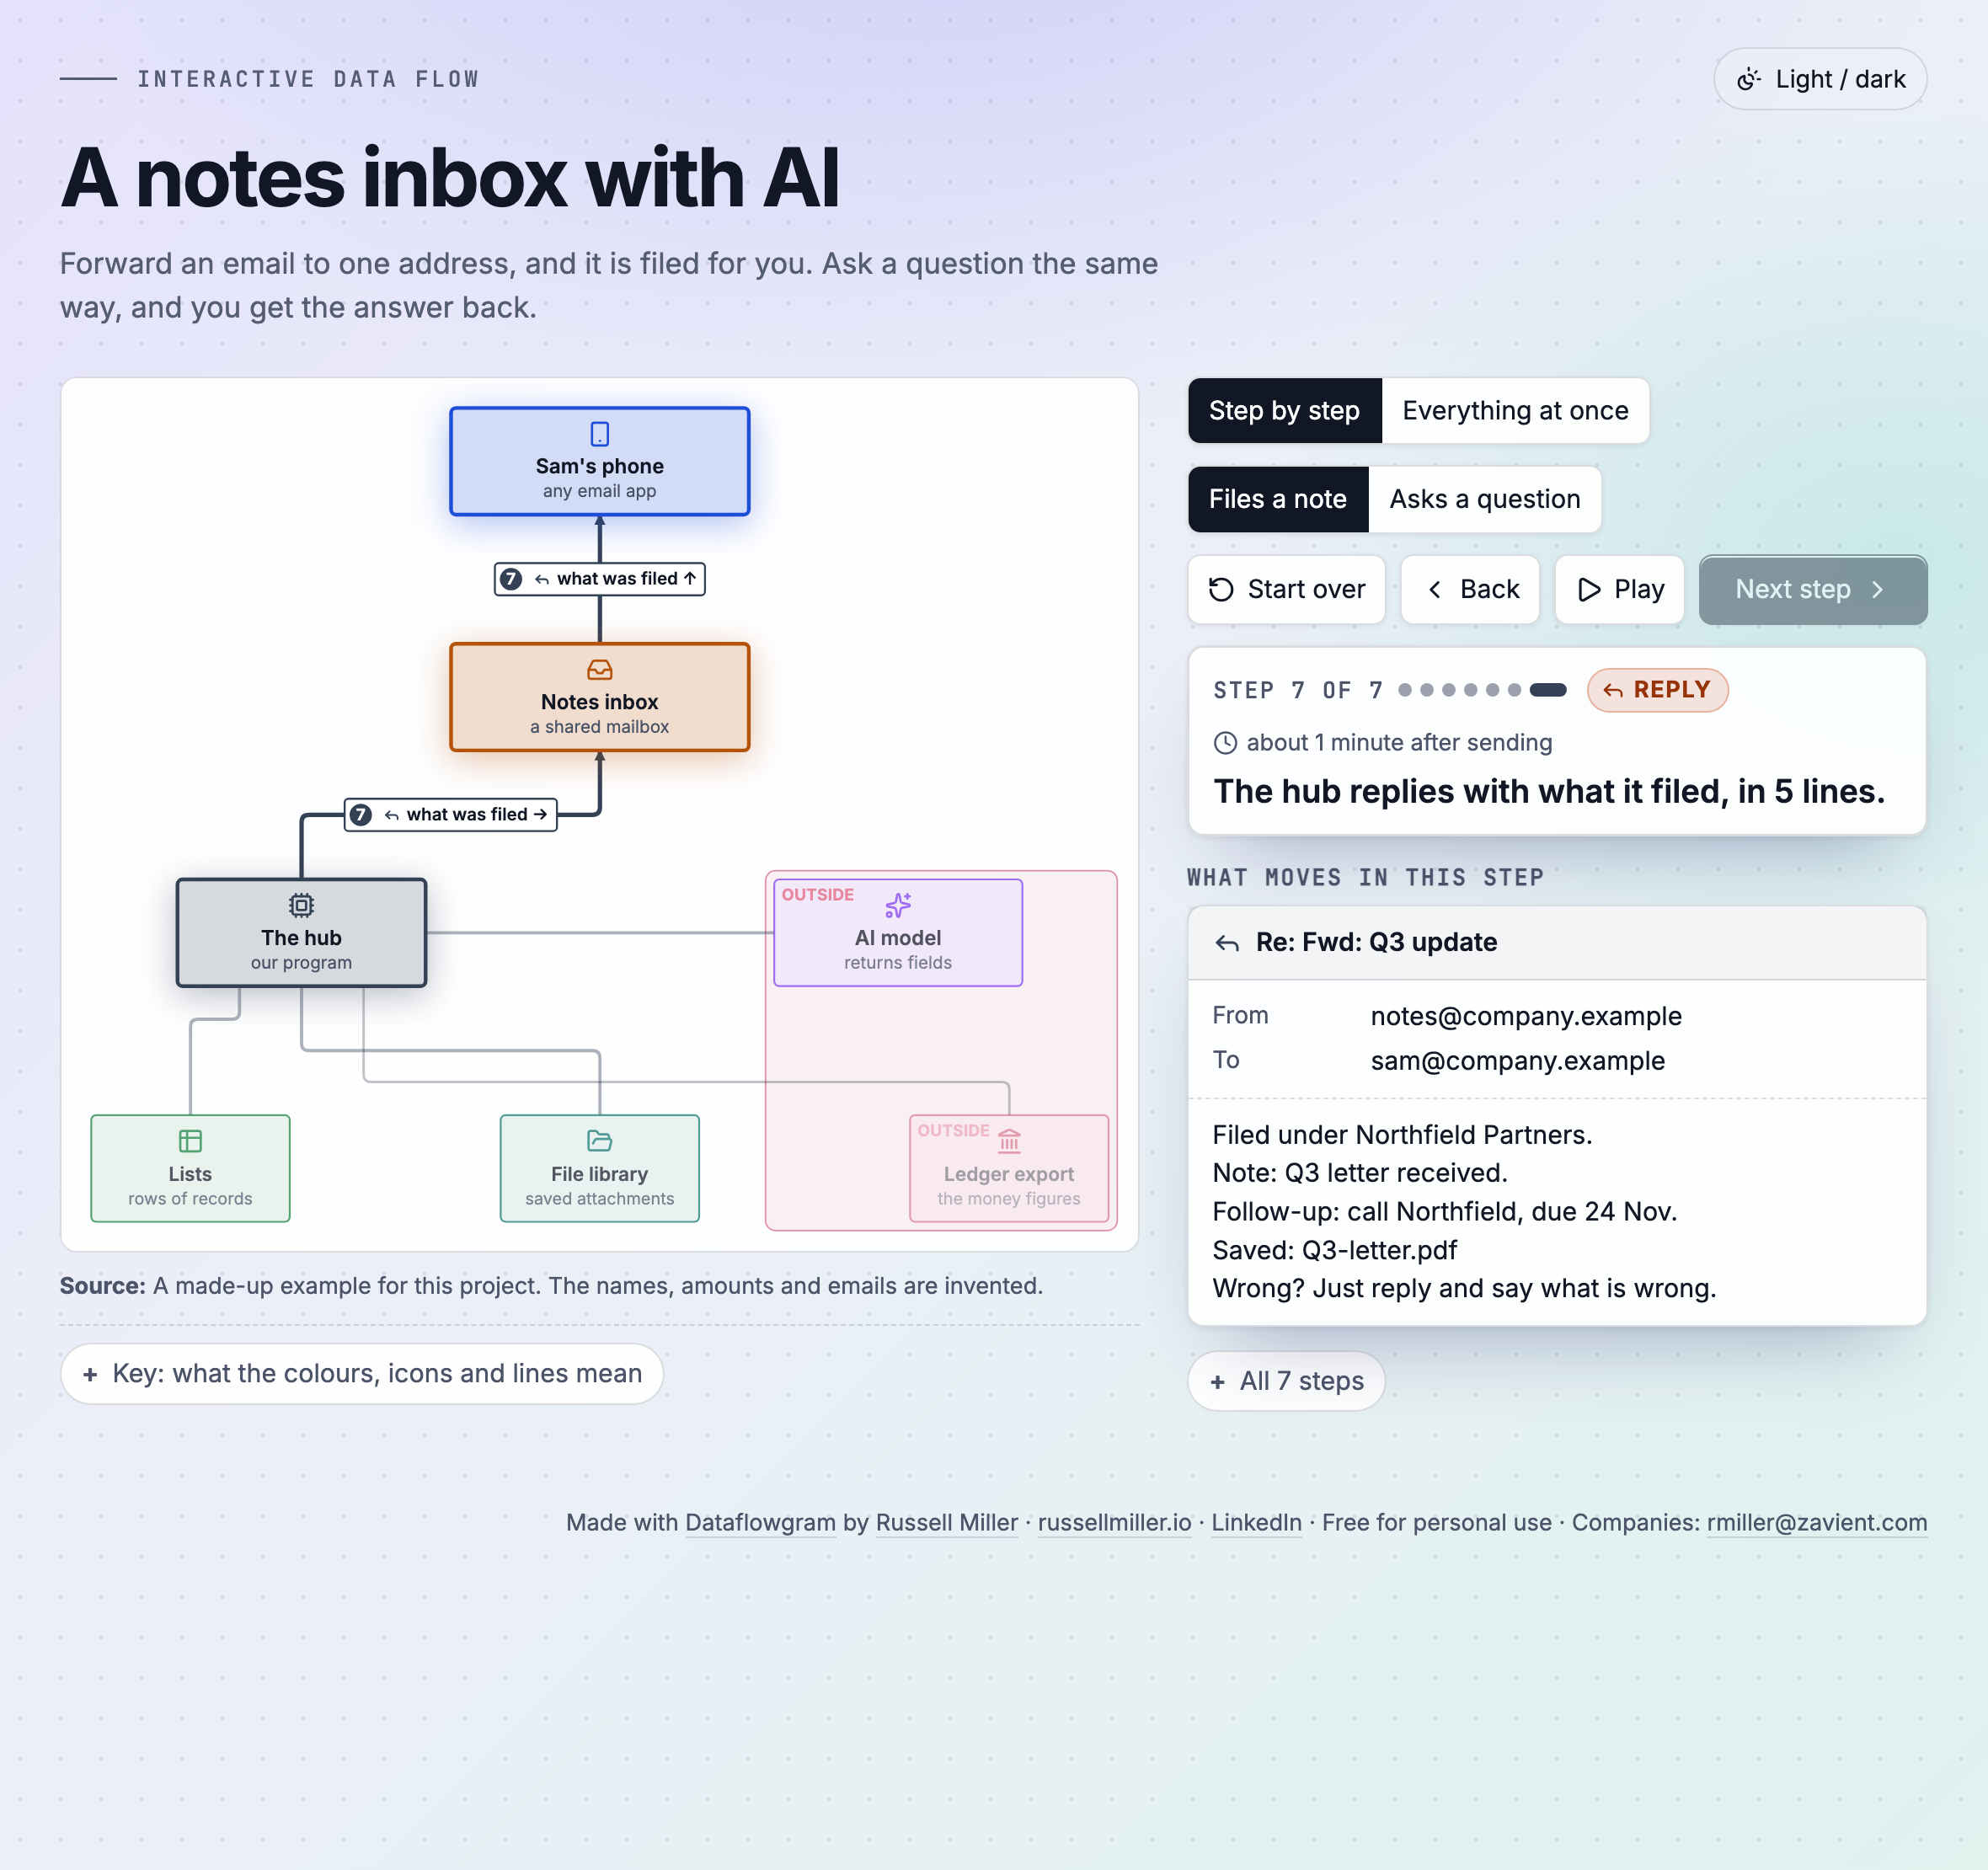 INTERACTIVE DATA FLOW
Light / dark
A notes inbox with AI
Forward an email to one address, and it is filed for you. Ask a question the same
way, and you get the answer back.
Sam's phone
any email app
7 what was filed ↑
Notes inbox
a shared mailbox
7 what was filed →
The hub
our program
OUTSIDE
AI model
returns fields
Lists
rows of records
File library
saved attachments
OUTSIDE
Ledger export
the money figures
Source: A made-up example for this project. The names, amounts and emails are invented.
+ Key: what the colours, icons and lines mean
Step by step
Everything at once
Files a note
Asks a question
Start over
Back
Play
Next step
STEP 7 OF 7
REPLY
about 1 minute after sending
The hub replies with what it filed, in 5 lines.
WHAT MOVES IN THIS STEP
Re: Fwd: Q3 update
From notes@company.example
To sam@company.example
Filed under Northfield Partners.
Note: Q3 letter received.
Follow-up: call Northfield, due 24 Nov.
Saved: Q3-letter.pdf
Wrong? Just reply and say what is wrong.
+ All 7 steps
Made with Dataflowgram by Russell Miller · russellmiller.io · LinkedIn · Free for personal use · Companies: rmiller@zavient.com